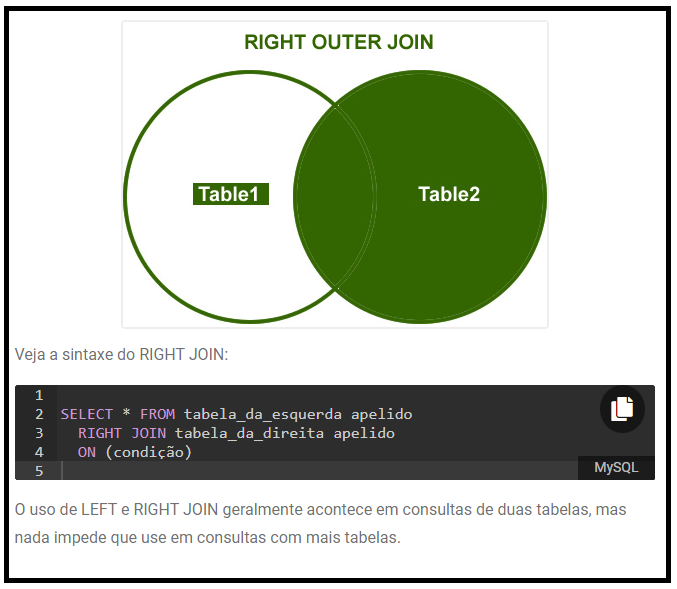 RIGHT OUTER JOIN
Table1
Table2
Veja a sintaxe do RIGHT JOIN:
1
2 SELECT * FROM tabela_da_esquerda apelido
3 RIGHT JOIN tabela_da_direita apelido
4 ON (condição)
5
MySQL
O uso de LEFT e RIGHT JOIN geralmente acontece em consultas de duas tabelas, mas
nada impede que use em consultas com mais tabelas.